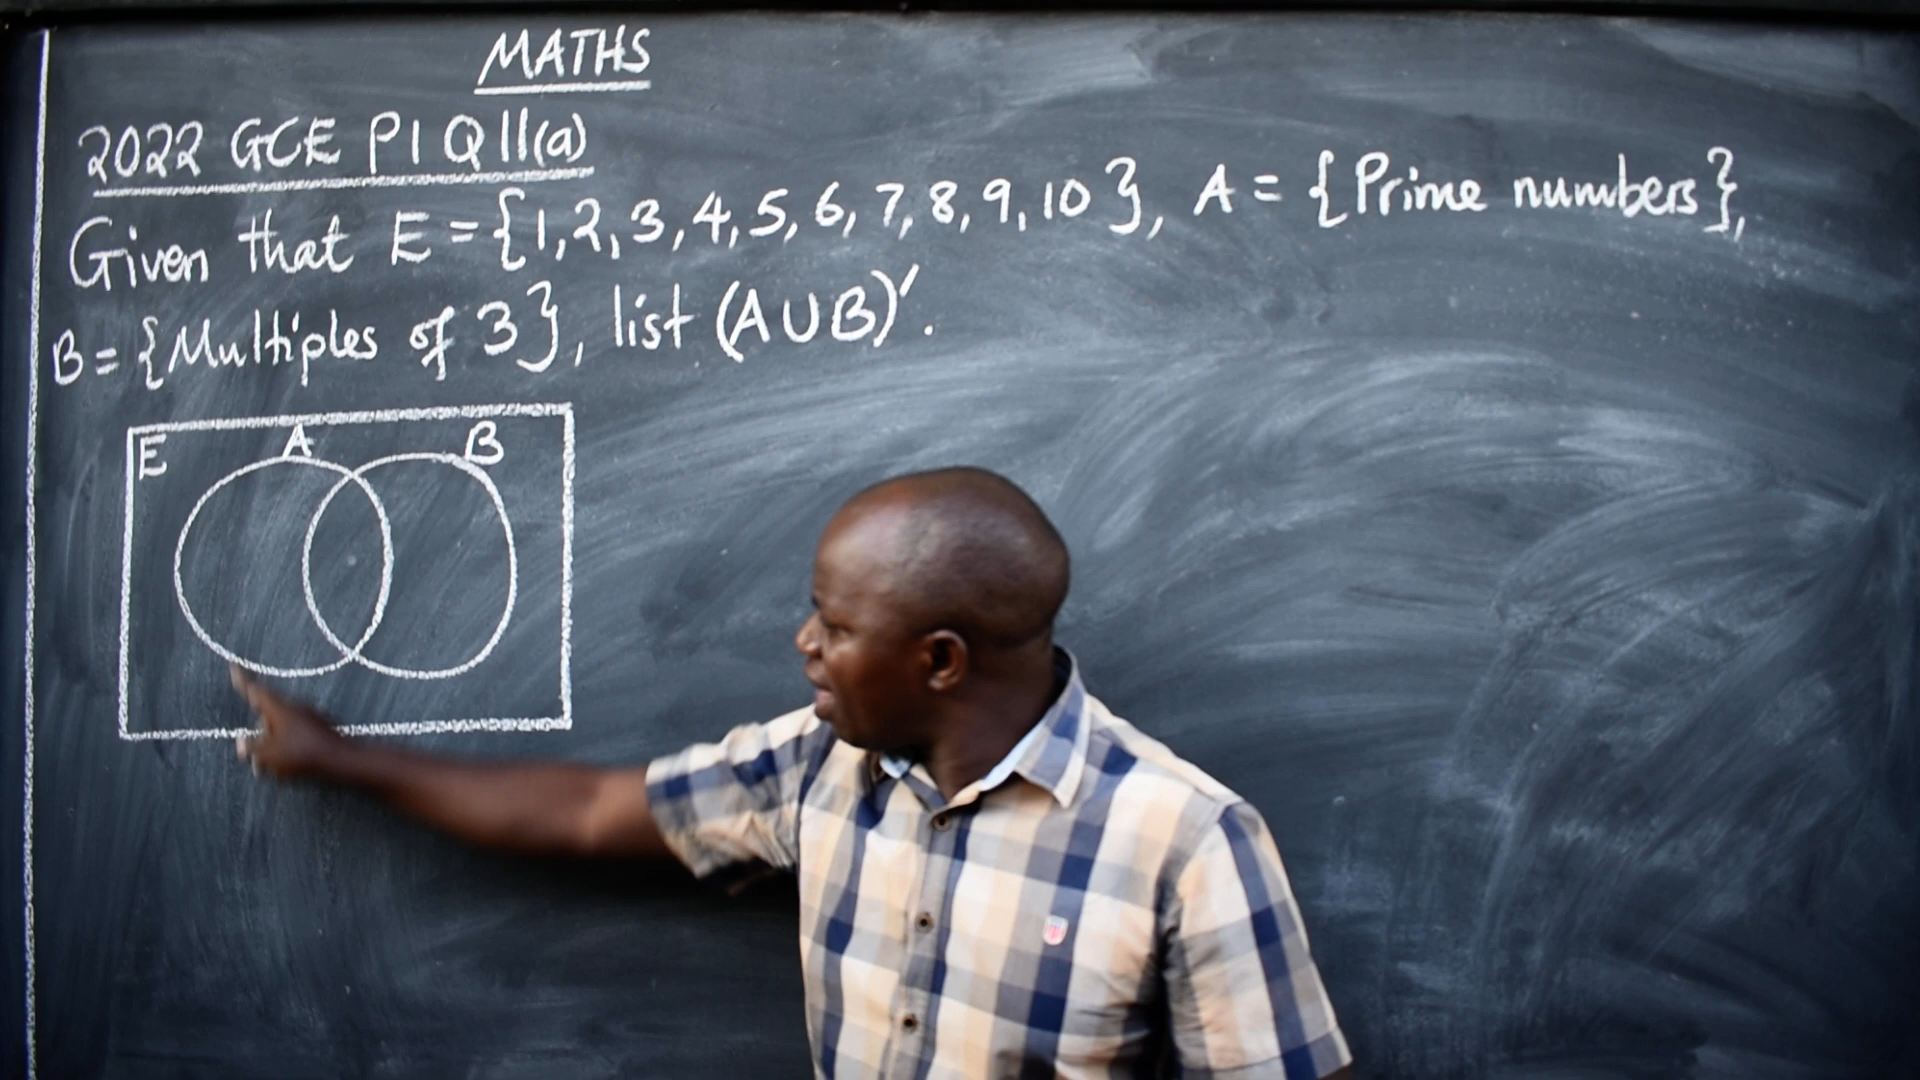 MATHS
2022 GCE P1 Q11(a)
Given that E = {1,2,3,4,5,6,7,8,9,10}, A = {Prime numbers},
B = {Multiples of 3}, list (A∪B)′.
E A B